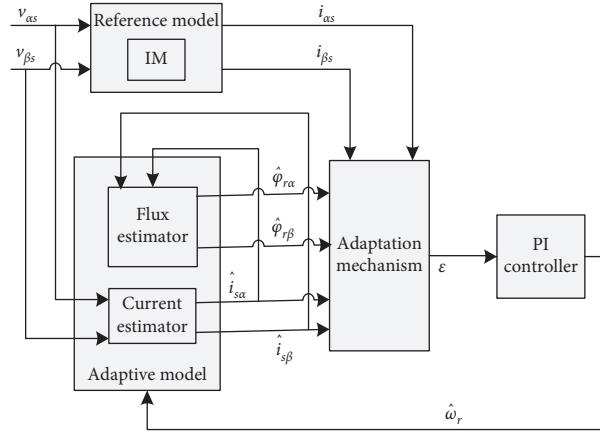 v_αs
Reference model
i_αs
v_βs
IM
i_βs
Flux
estimator
φ̂_rα
φ̂_rβ
Adaptation
mechanism
ε
PI
controller
Current
estimator
î_sα
î_sβ
Adaptive model
ω̂_r